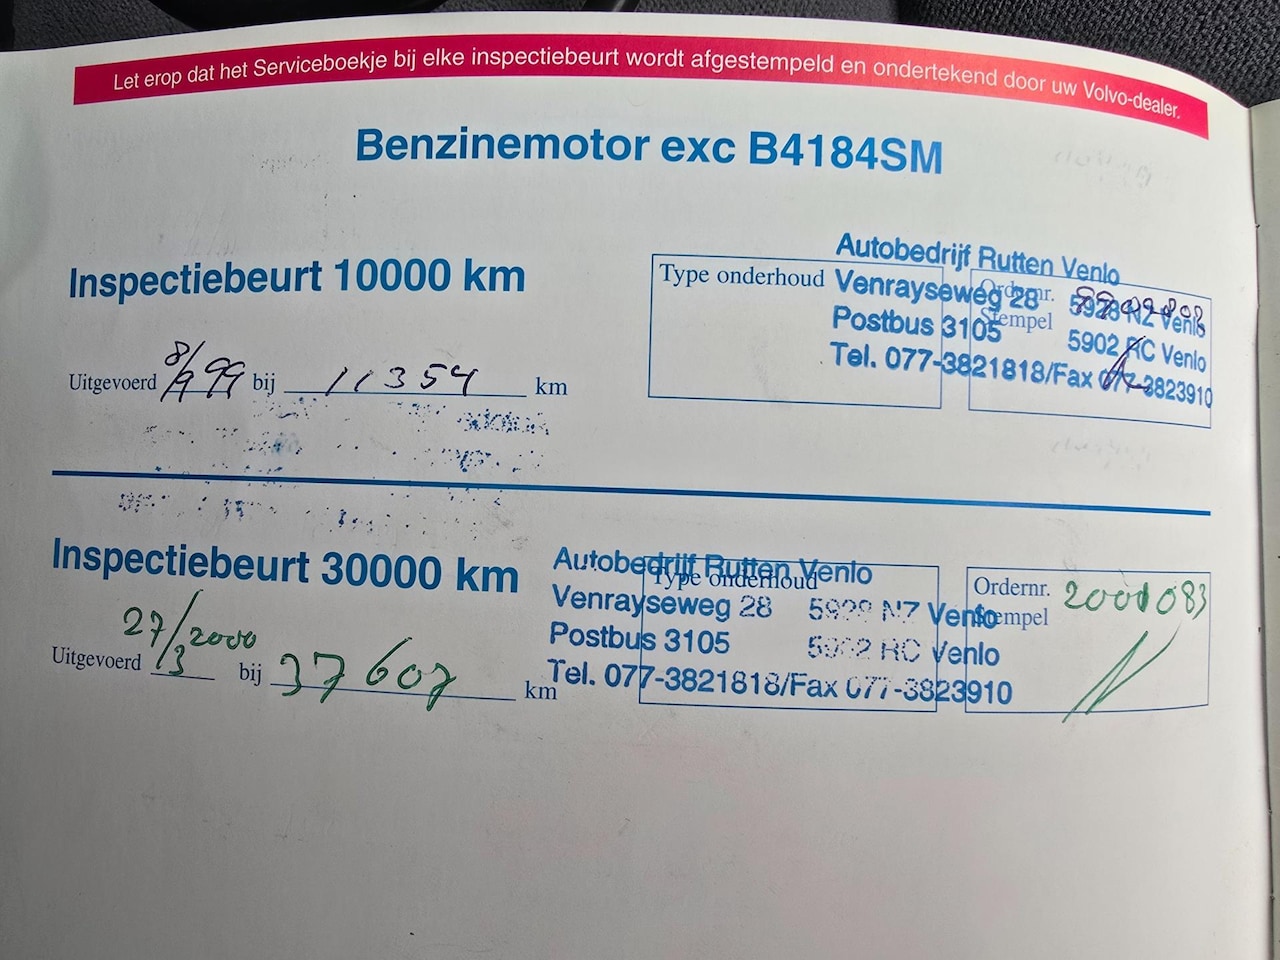 Let erop dat het Serviceboekje bij elke inspectiebeurt wordt afgestempeld en ondertekend door uw Volvo-dealer.
Benzinemotor exc B4184SM
Inspectiebeurt 10000 km
Uitgevoerd 8/9 99 bij 11354 km
Type onderhoud
Ordernr.
Stempel
Autobedrijf Rutten Venlo
Venrayseweg 28 5928 NZ Venlo
Postbus 3105 5902 RC Venlo
Tel. 077-3821818/Fax 077-3823910
Inspectiebeurt 30000 km
Uitgevoerd 27/3 2000 bij 37607 km
Type onderhoud
Ordernr. 2000083
Stempel
Autobedrijf Rutten Venlo
Venrayseweg 28 5928 NZ Venlo
Postbus 3105 5902 RC Venlo
Tel. 077-3821818/Fax 077-3823910